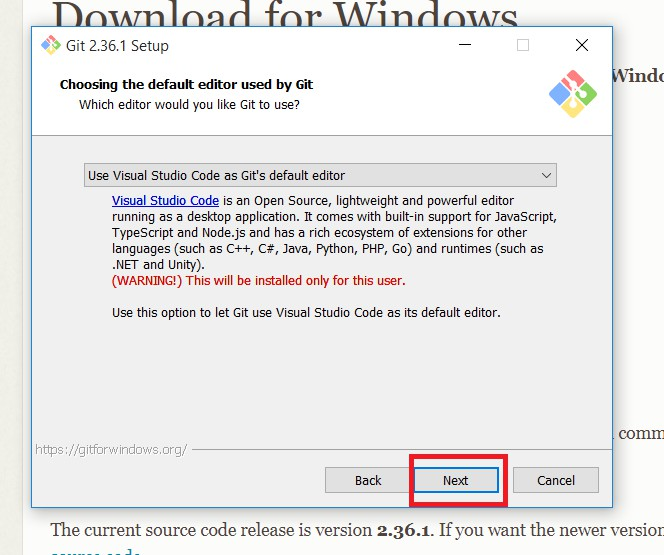 Download for Windows
Git 2.36.1 Setup
Windo
Choosing the default editor used by Git
Which editor would you like Git to use?
Use Visual Studio Code as Git's default editor
Visual Studio Code is an Open Source, lightweight and powerful editor
running as a desktop application. It comes with built-in support for JavaScript,
TypeScript and Node.js and has a rich ecosystem of extensions for other
languages (such as C++, C#, Java, Python, PHP, Go) and runtimes (such as
.NET and Unity).
(WARNING!) This will be installed only for this user.
Use this option to let Git use Visual Studio Code as its default editor.
comm
https://gitforwindows.org/
Back Next Cancel
The current source code release is version 2.36.1. If you want the newer version
source code